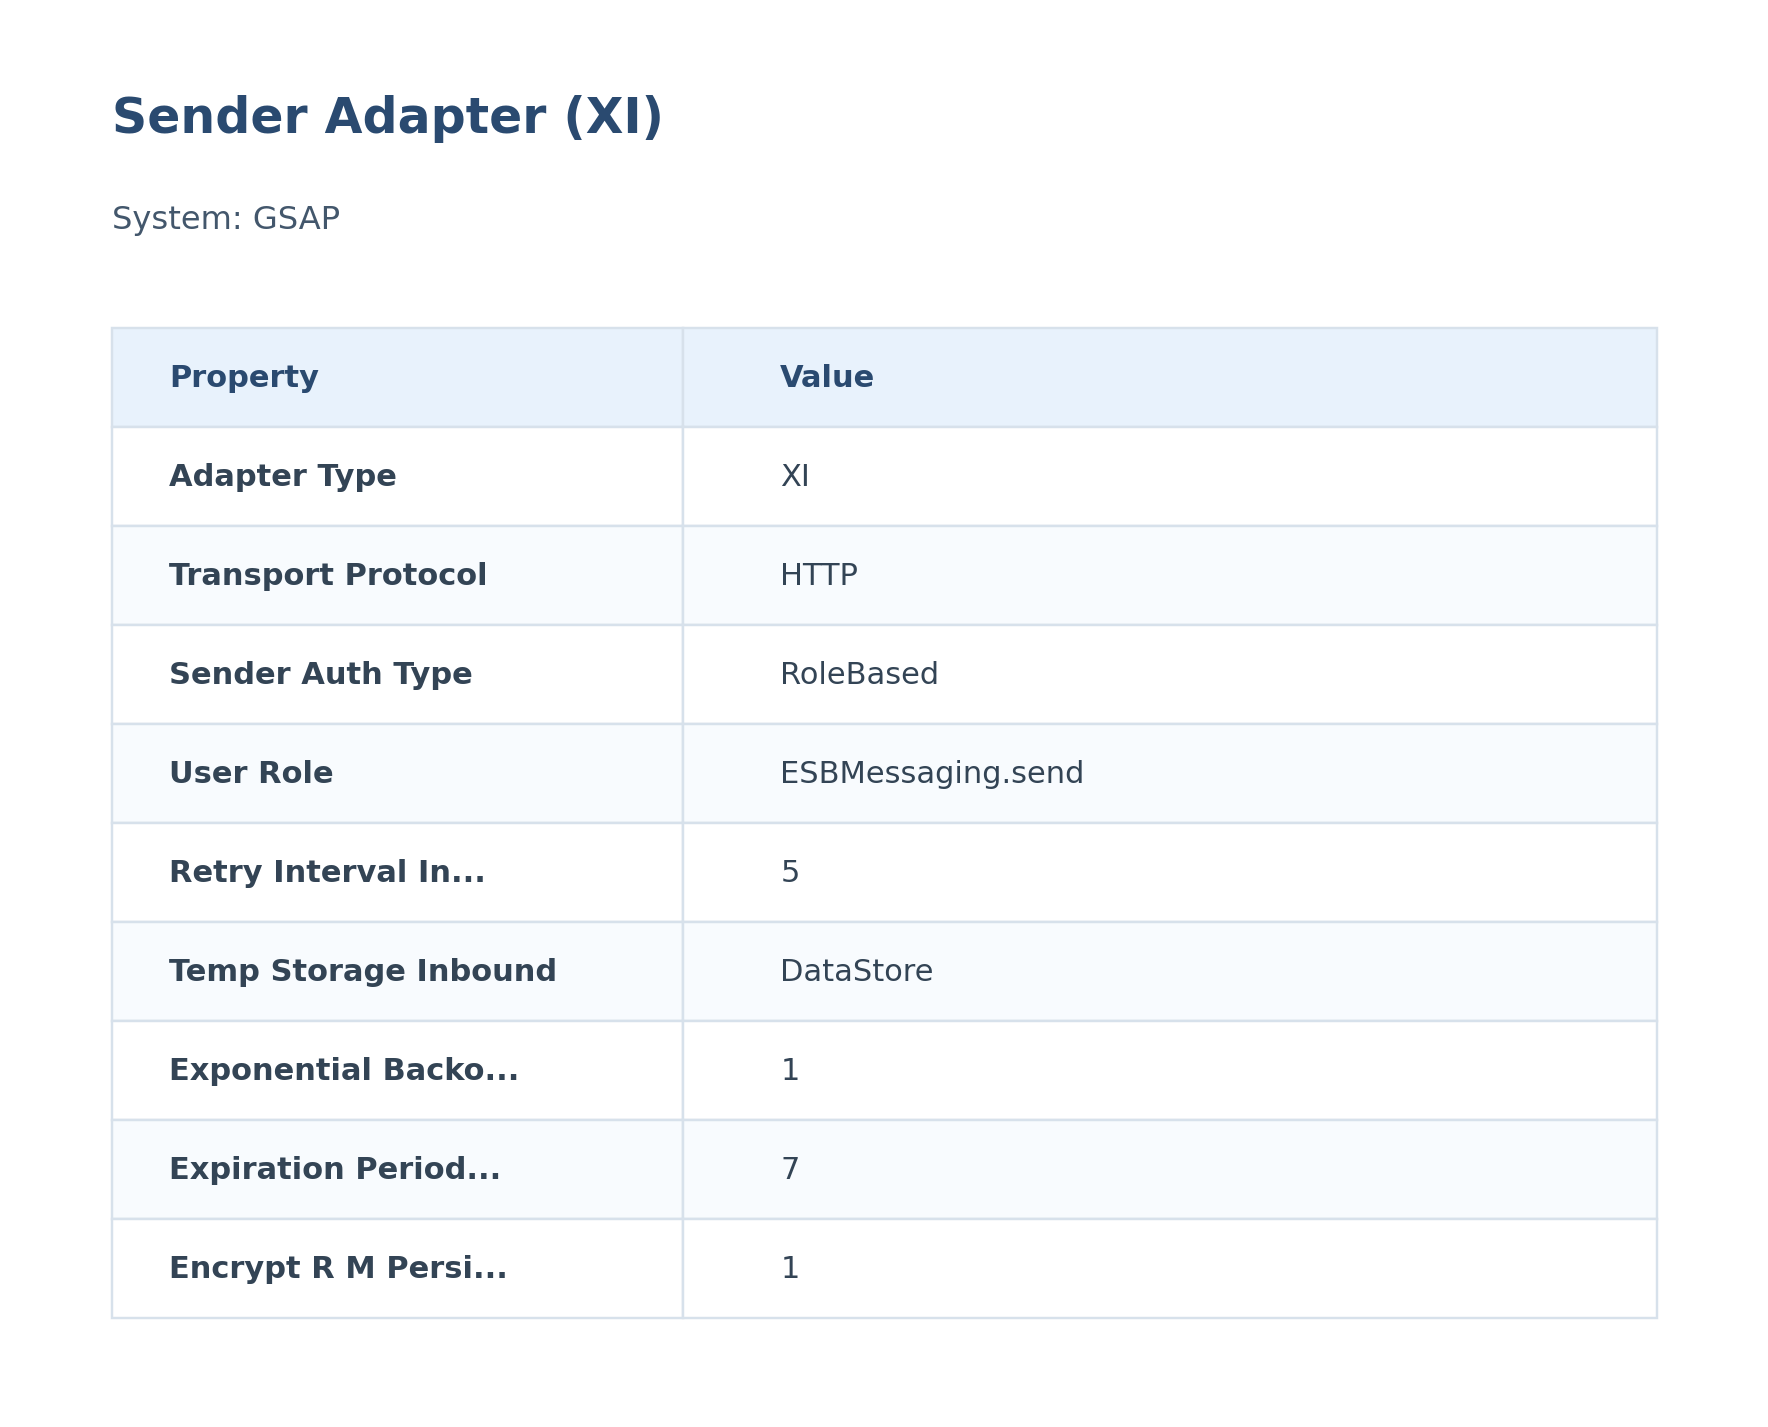 Sender Adapter (XI)
System: GSAP
Property Value
Adapter Type XI
Transport Protocol HTTP
Sender Auth Type RoleBased
User Role ESBMessaging.send
Retry Interval In... 5
Temp Storage Inbound DataStore
Exponential Backo... 1
Expiration Period... 7
Encrypt R M Persi... 1